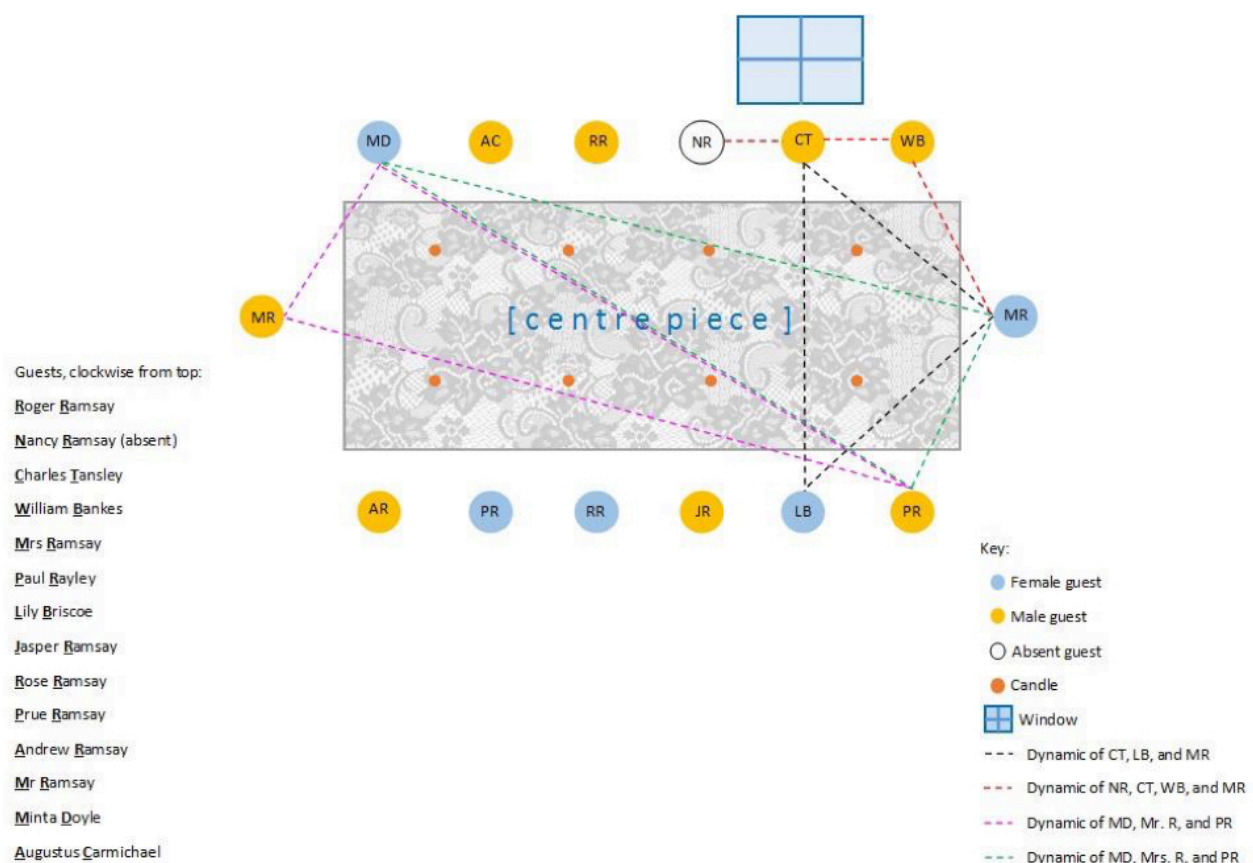 MD AC RR NR CT WB
MR [centre piece] MR
AR PR RR JR LB PR
Guests, clockwise from top:
Roger Ramsay
Nancy Ramsay (absent)
Charles Tansley
William Bankes
Mrs Ramsay
Paul Rayley
Lily Briscoe
Jasper Ramsay
Rose Ramsay
Prue Ramsay
Andrew Ramsay
Mr Ramsay
Minta Doyle
Augustus Carmichael
Key:
Female guest
Male guest
Absent guest
Candle
Window
Dynamic of CT, LB, and MR
Dynamic of NR, CT, WB, and MR
Dynamic of MD, Mr. R, and PR
Dynamic of MD, Mrs. R, and PR